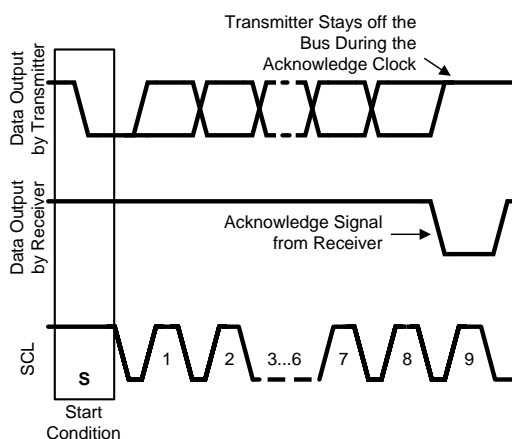 Transmitter Stays off the
Bus During the
Acknowledge Clock
Data Output
by Transmitter
Data Output
by Receiver
Acknowledge Signal
from Receiver
SCL
1
2
3...6
7
8
9
S
Start
Condition